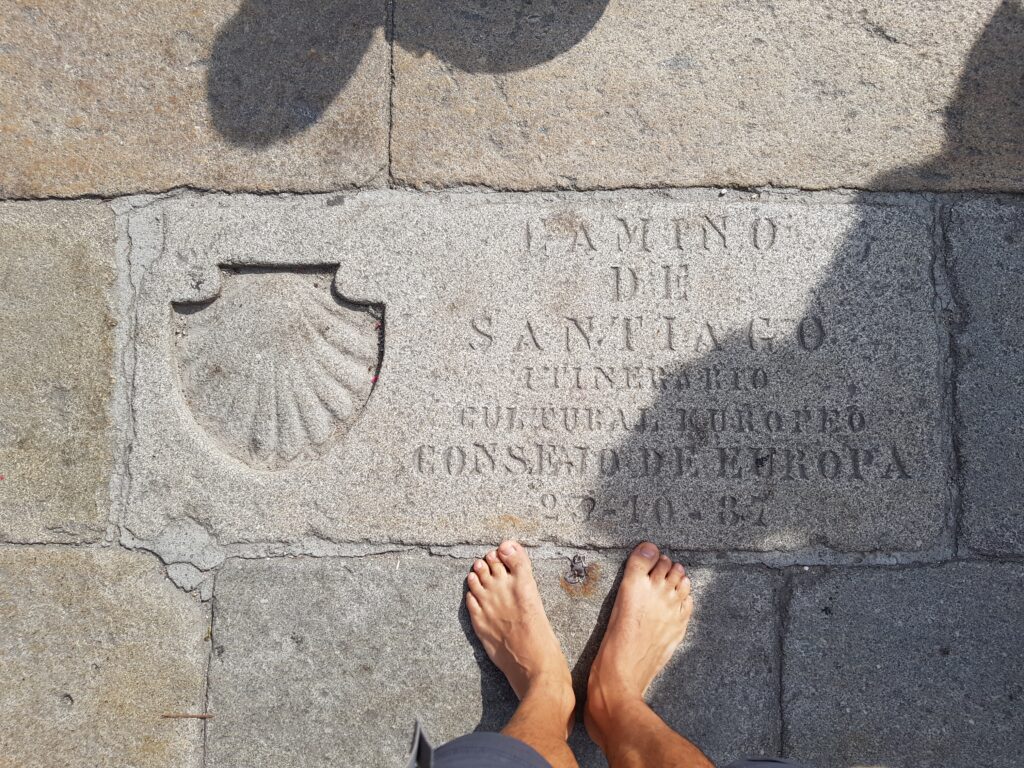 CAMINO
DE
SANTIAGO
ITINERARIO
CULTURAL EUROPEO
CONSEJO DE EUROPA
23-10-87